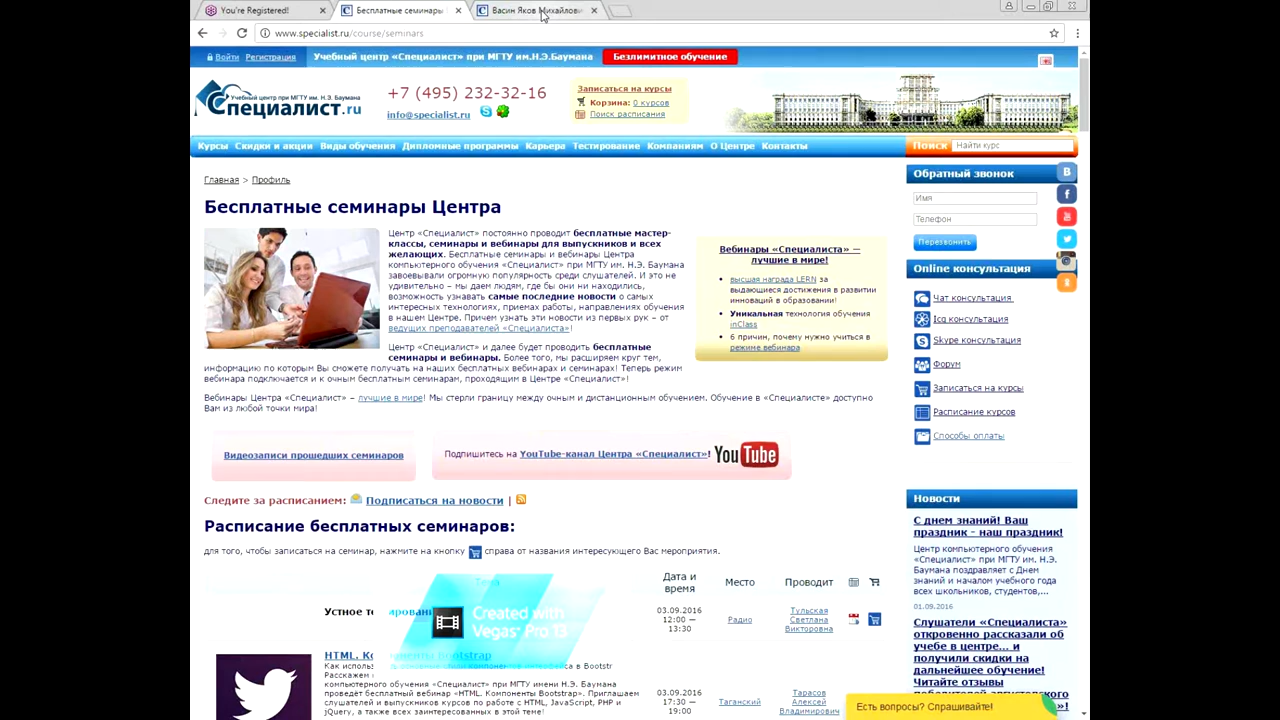 You're Registered!
Бесплатные семинары
Васин Яков Михайлови
www.specialist.ru/course/seminars
Войти Регистрация
Учебный центр «Специалист» при МГТУ им.Н.Э.Баумана
Безлимитное обучение
Учебный центр при МГТУ им. Н.Э. Баумана
Специалист.ru
+7 (495) 232-32-16
info@specialist.ru
Записаться на курсы
Корзина: 0 курсов
Поиск расписания
Курсы Скидки и акции Виды обучения Дипломные программы Карьера Тестирование Компаниям О Центре Контакты
Поиск Найти курс
Главная > Профиль
Бесплатные семинары Центра
Центр «Специалист» постоянно проводит бесплатные мастер-
классы, семинары и вебинары для выпускников и всех
желающих. Бесплатные семинары и вебинары Центра
компьютерного обучения «Специалист» при МГТУ им. Н.Э. Баумана
завоевывали огромную популярность среди слушателей. И это не
удивительно – мы даем людям, где бы они ни находились,
возможность узнавать самые последние новости о самых
интересных технологиях, приемах работы, направлениях обучения
в нашем Центре. Причем узнать эти новости из первых рук – от
ведущих преподавателей «Специалиста»!
Центр «Специалист» и далее будет проводить бесплатные
семинары и вебинары. Более того, мы расширяем круг тем,
информацию по которым Вы сможете получать на наших бесплатных вебинарах и семинарах! Теперь режим
вебинара подключается и к очным бесплатным семинарам, проходящим в Центре «Специалист»!
Вебинары Центра «Специалист» – лучшие в мире! Мы стерли границу между очным и дистанционным обучением. Обучение в «Специалисте» доступно
Вам из любой точки мира!
Вебинары «Специалиста» —
лучшие в мире!
высшая награда LERN за
выдающиеся достижения в развитии
инноваций в образовании!
Уникальная технология обучения
inClass
6 причин, почему нужно учиться в
режиме вебинара
Видеозаписи прошедших семинаров
Подпишитесь на YouTube-канал Центра «Специалист»! YouTube
Следите за расписанием: Подписаться на новости |
Расписание бесплатных семинаров:
для того, чтобы записаться на семинар, нажмите на кнопку справа от названия интересующего Вас мероприятия.
Тема
Дата и
время
Место
Проводит
Устное те ировани
03.09.2016
12:00 —
13:30
Радио
Тульская
Светлана
Викторовна
Created with
Vegas Pro 13
HTML. Компоненты Bootstrap
Как использовать основные стили компонентов интерфейса в Bootstr
Расскажем
компьютерного обучения «Специалист» при МГТУ имени Н.Э. Баумана
проведёт бесплатный вебинар «HTML. Компоненты Bootstrap». Приглашаем
слушателей и выпускников курсов по работе с HTML, JavaScript, PHP и
jQuery, а также всех заинтересованных в этой теме!
03.09.2016
17:30 —
19:00
Таганский
Тарасов
Алексей
Владимирович
Обратный звонок
Имя
Телефон
Перезвонить
Online консультация
Чат консультация
Icq консультация
Skype консультация
Форум
Записаться на курсы
Расписание курсов
Способы оплаты
Новости
С днем знаний! Ваш
праздник - наш праздник!
Центр компьютерного обучения
«Специалист» при МГТУ им. Н.Э.
Баумана поздравляет с Днем
знаний и началом учебного года
всех школьников, студентов,...
01.09.2016
Слушатели «Специалиста»
откровенно рассказали об
учебе в центре... и
получили скидки на
дальнейшее обучение!
Читайте отзывы
победителей августовского
Есть вопросы? Спрашивайте!